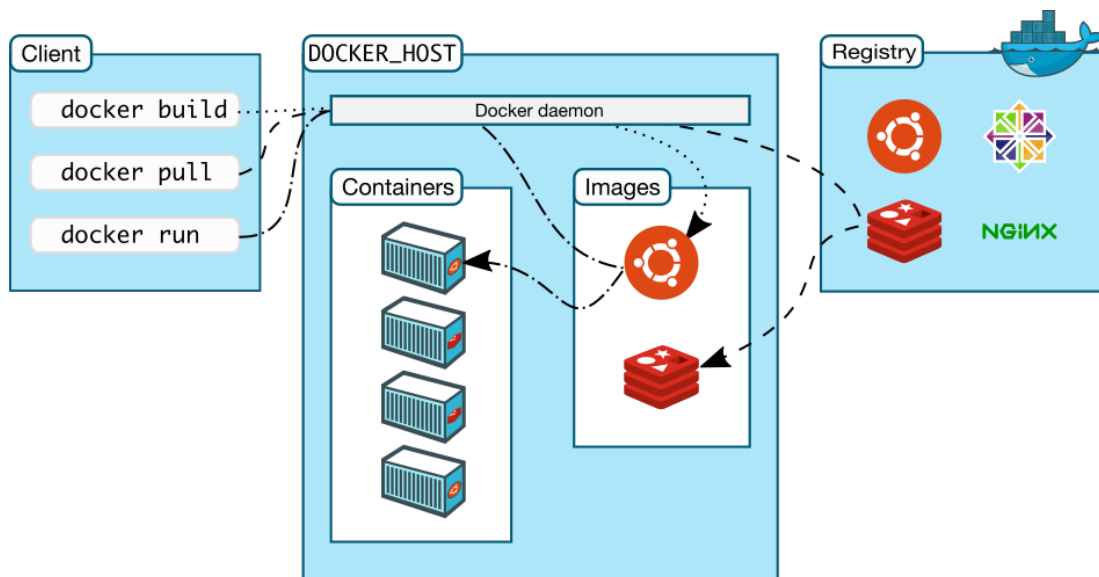 Client
docker build
docker pull
docker run
DOCKER_HOST
Docker daemon
Containers
Images
Registry
NGINX